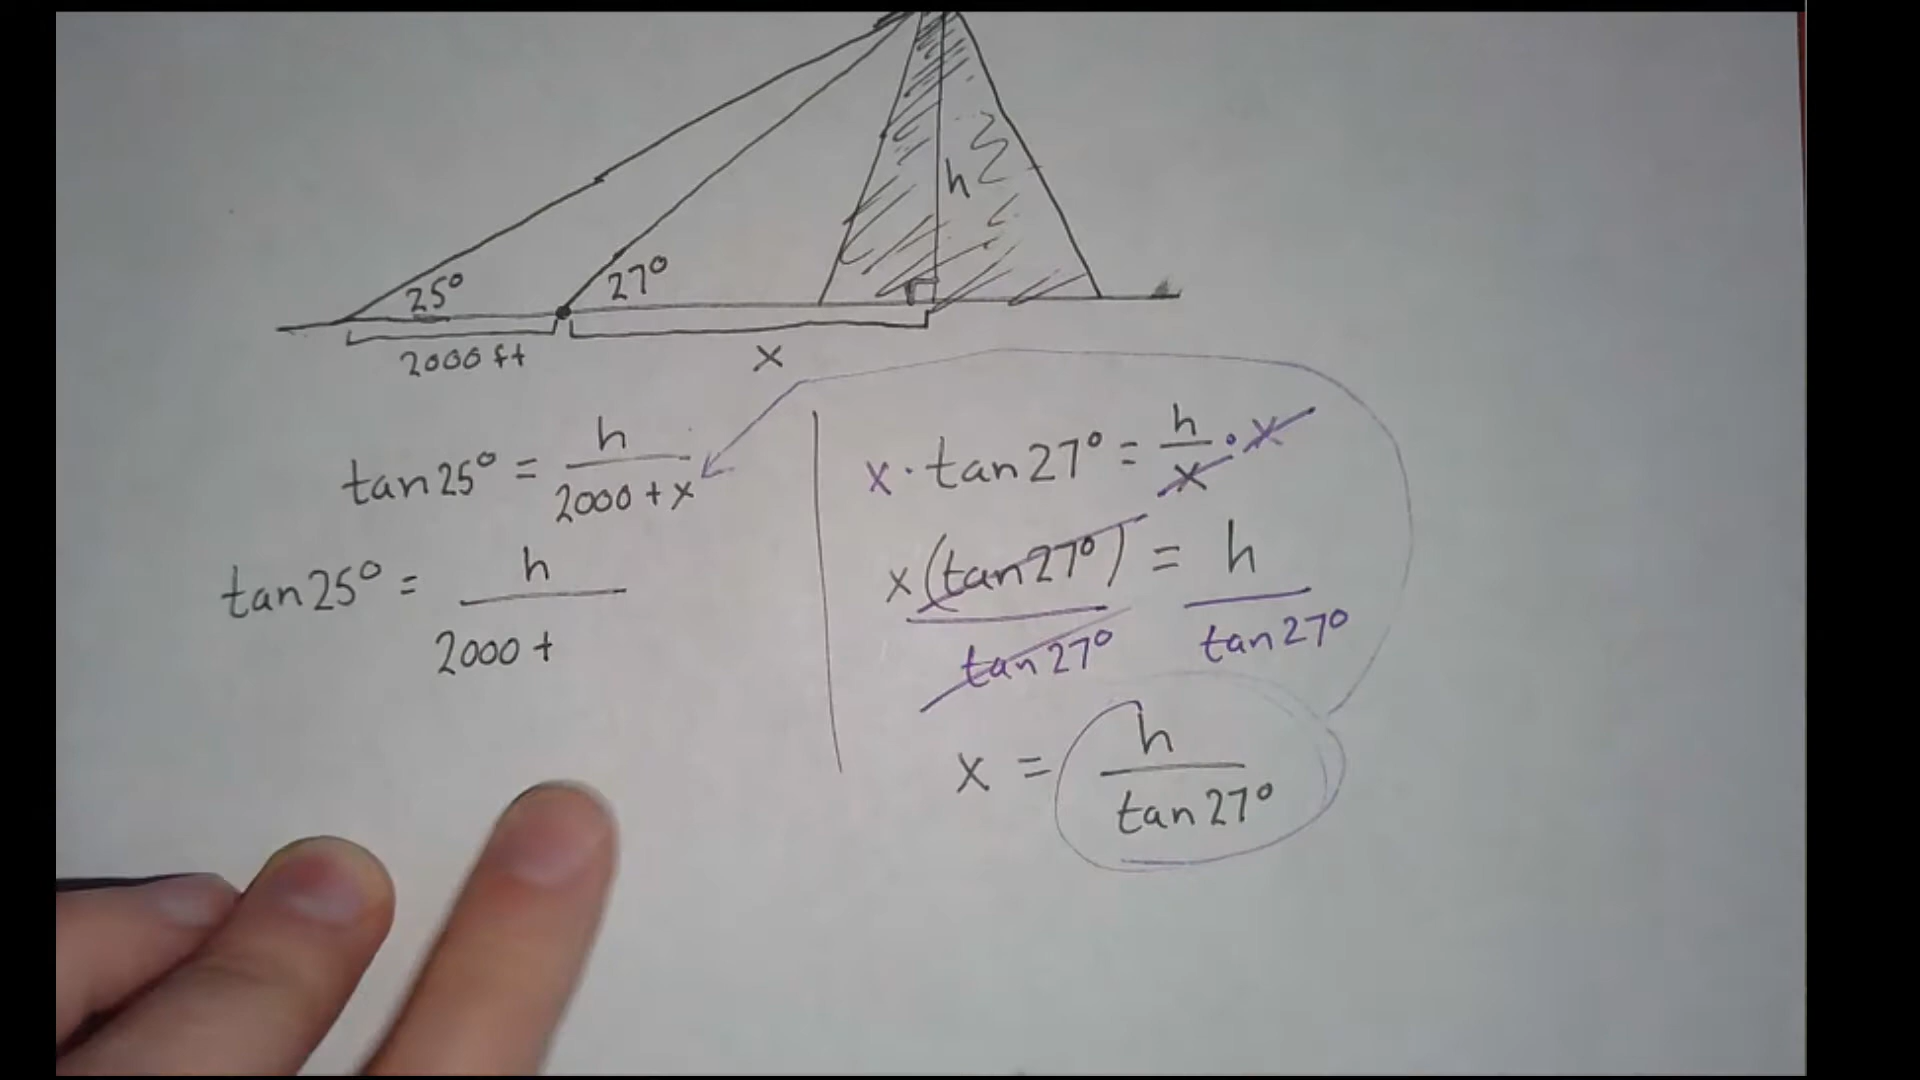 h
25°
27°
2000 ft
x
tan 25° = h / 2000 + x
tan 25° = h / 2000 +
x · tan 27° = h / x · x
x (tan 27°) / tan 27° = h / tan 27°
x = h / tan 27°